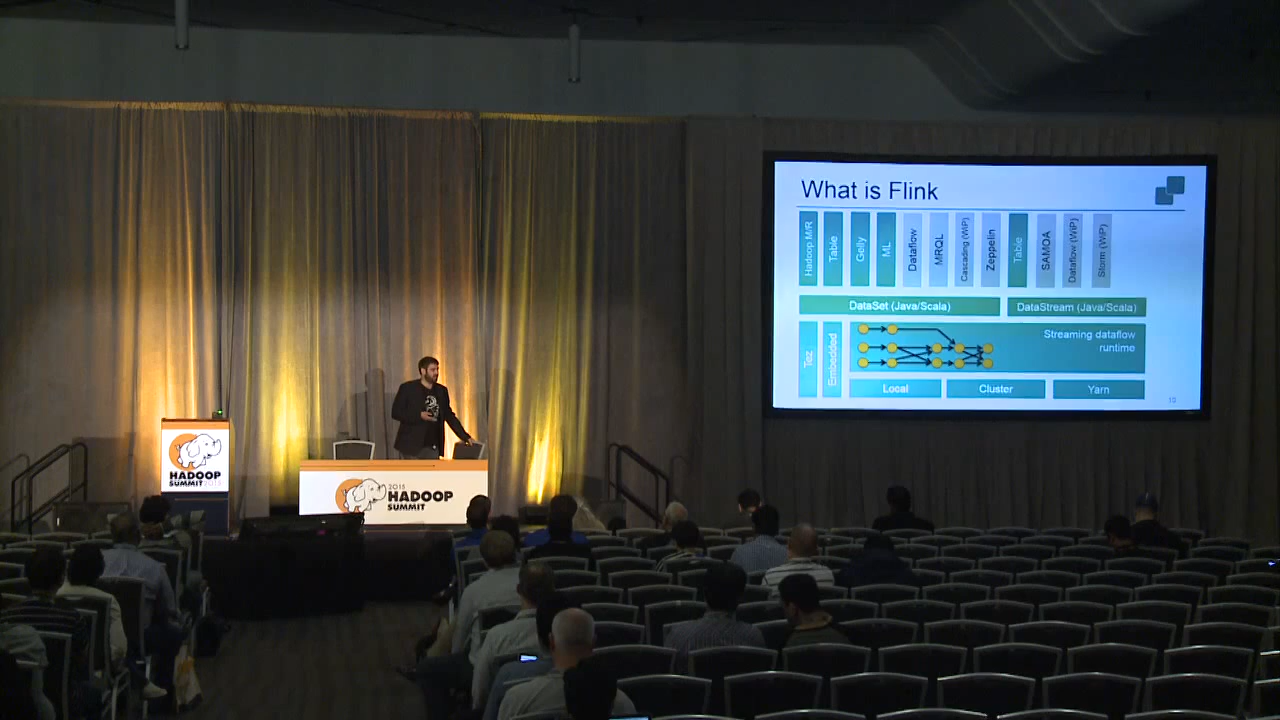 What is Flink
Hadoop M/R
Table
Gelly
ML
Dataflow
MRQL
Cascading (WiP)
Zeppelin
Table
SAMOA
Dataflow (WiP)
Storm (WiP)
DataSet (Java/Scala)
DataStream (Java/Scala)
Tez
Embedded
Streaming dataflow
runtime
Local
Cluster
Yarn
10
HADOOP
SUMMIT 2015
2015
HADOOP
SUMMIT